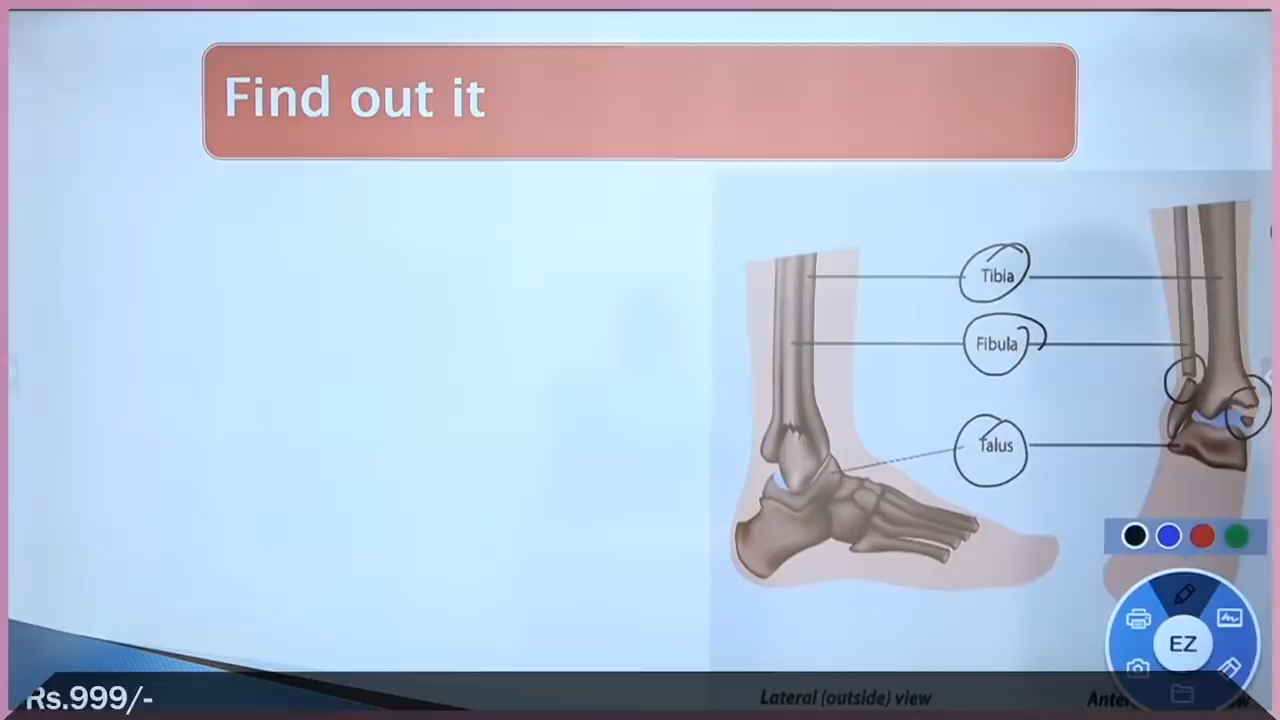 Find out it
Tibia
Fibula
Talus
EZ
Rs.999/-
Lateral (outside) view